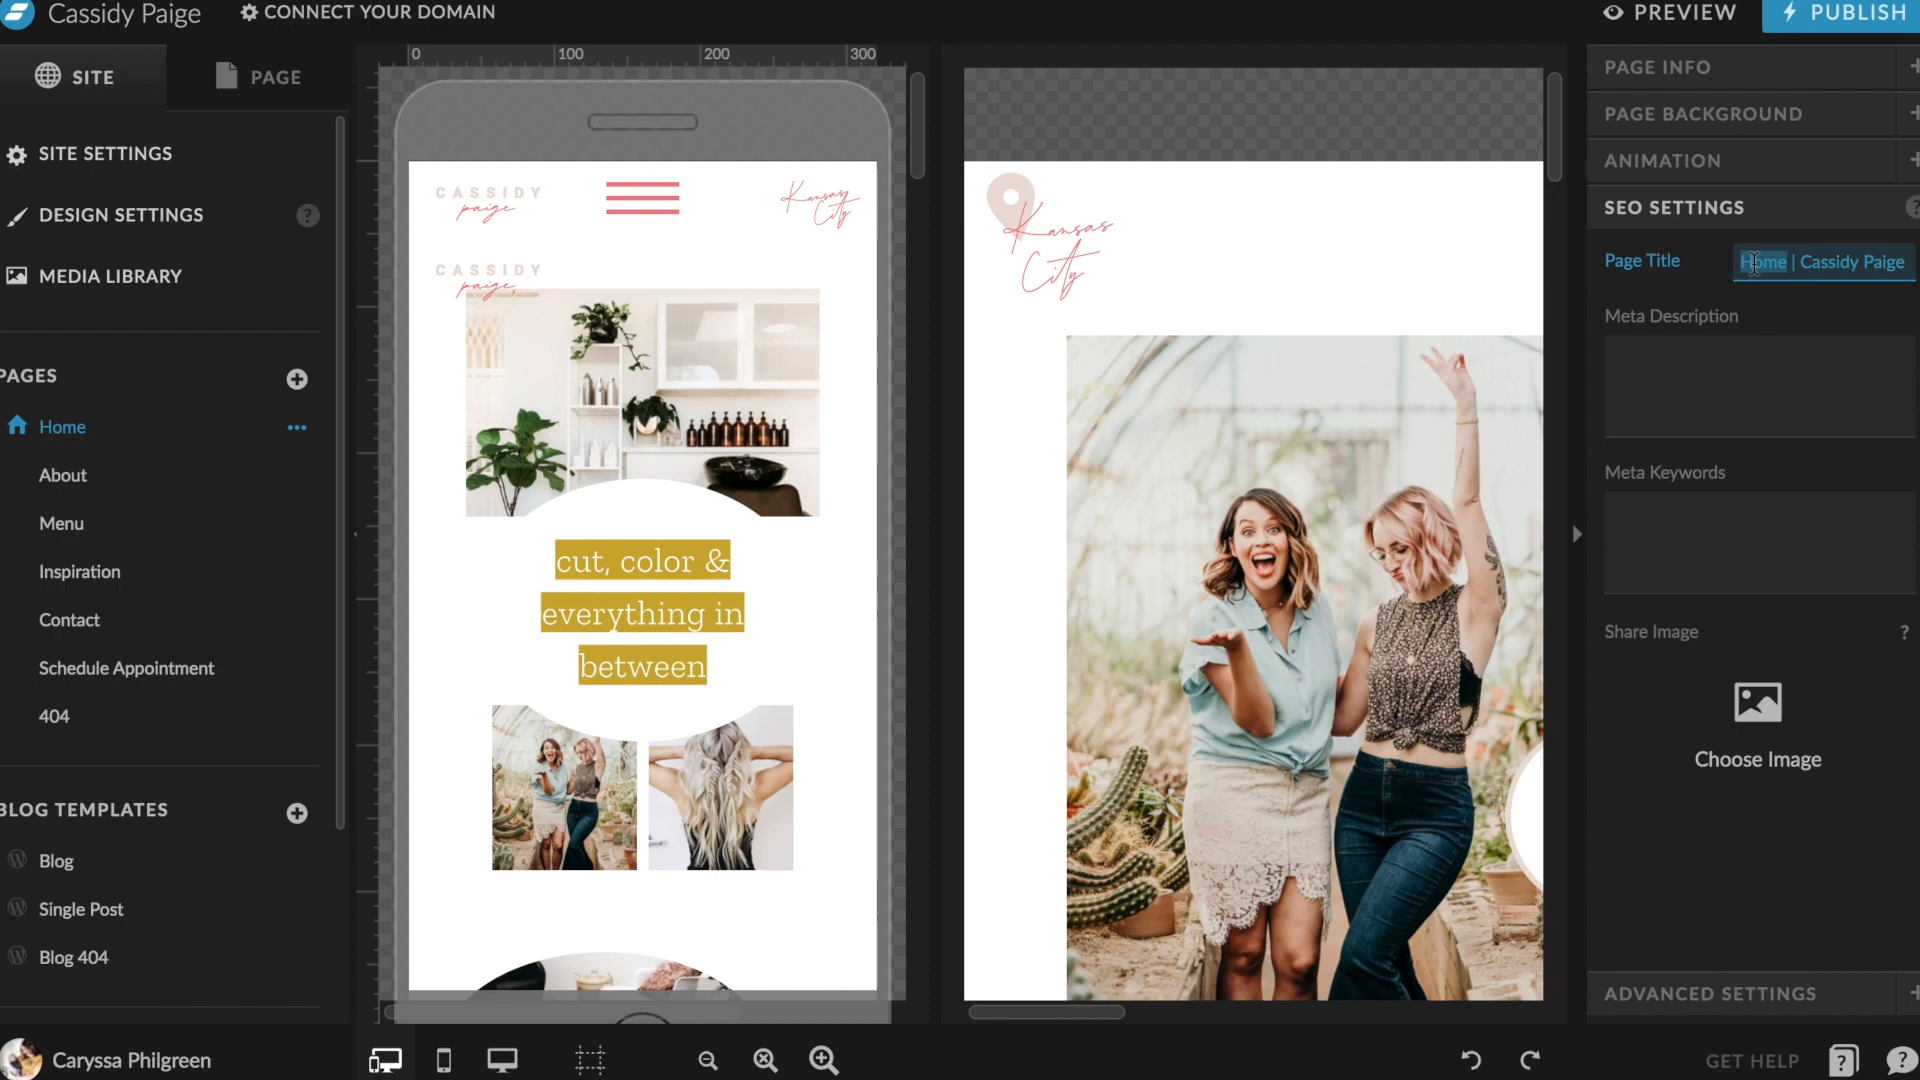 Cassidy Paige
CONNECT YOUR DOMAIN
PREVIEW
PUBLISH
SITE
PAGE
SITE SETTINGS
DESIGN SETTINGS
?
MEDIA LIBRARY
PAGES
Home
About
Menu
Inspiration
Contact
Schedule Appointment
404
BLOG TEMPLATES
Blog
Single Post
Blog 404
Caryssa Philgreen
0
100
200
300
CASSIDY
paige
Kansas
City
CASSIDY
paige
cut, color &
everything in
between
Kansas
City
PAGE INFO
PAGE BACKGROUND
ANIMATION
SEO SETTINGS
?
Page Title
Home | Cassidy Paige
Meta Description
Meta Keywords
Share Image
?
Choose Image
ADVANCED SETTINGS
GET HELP
?
?